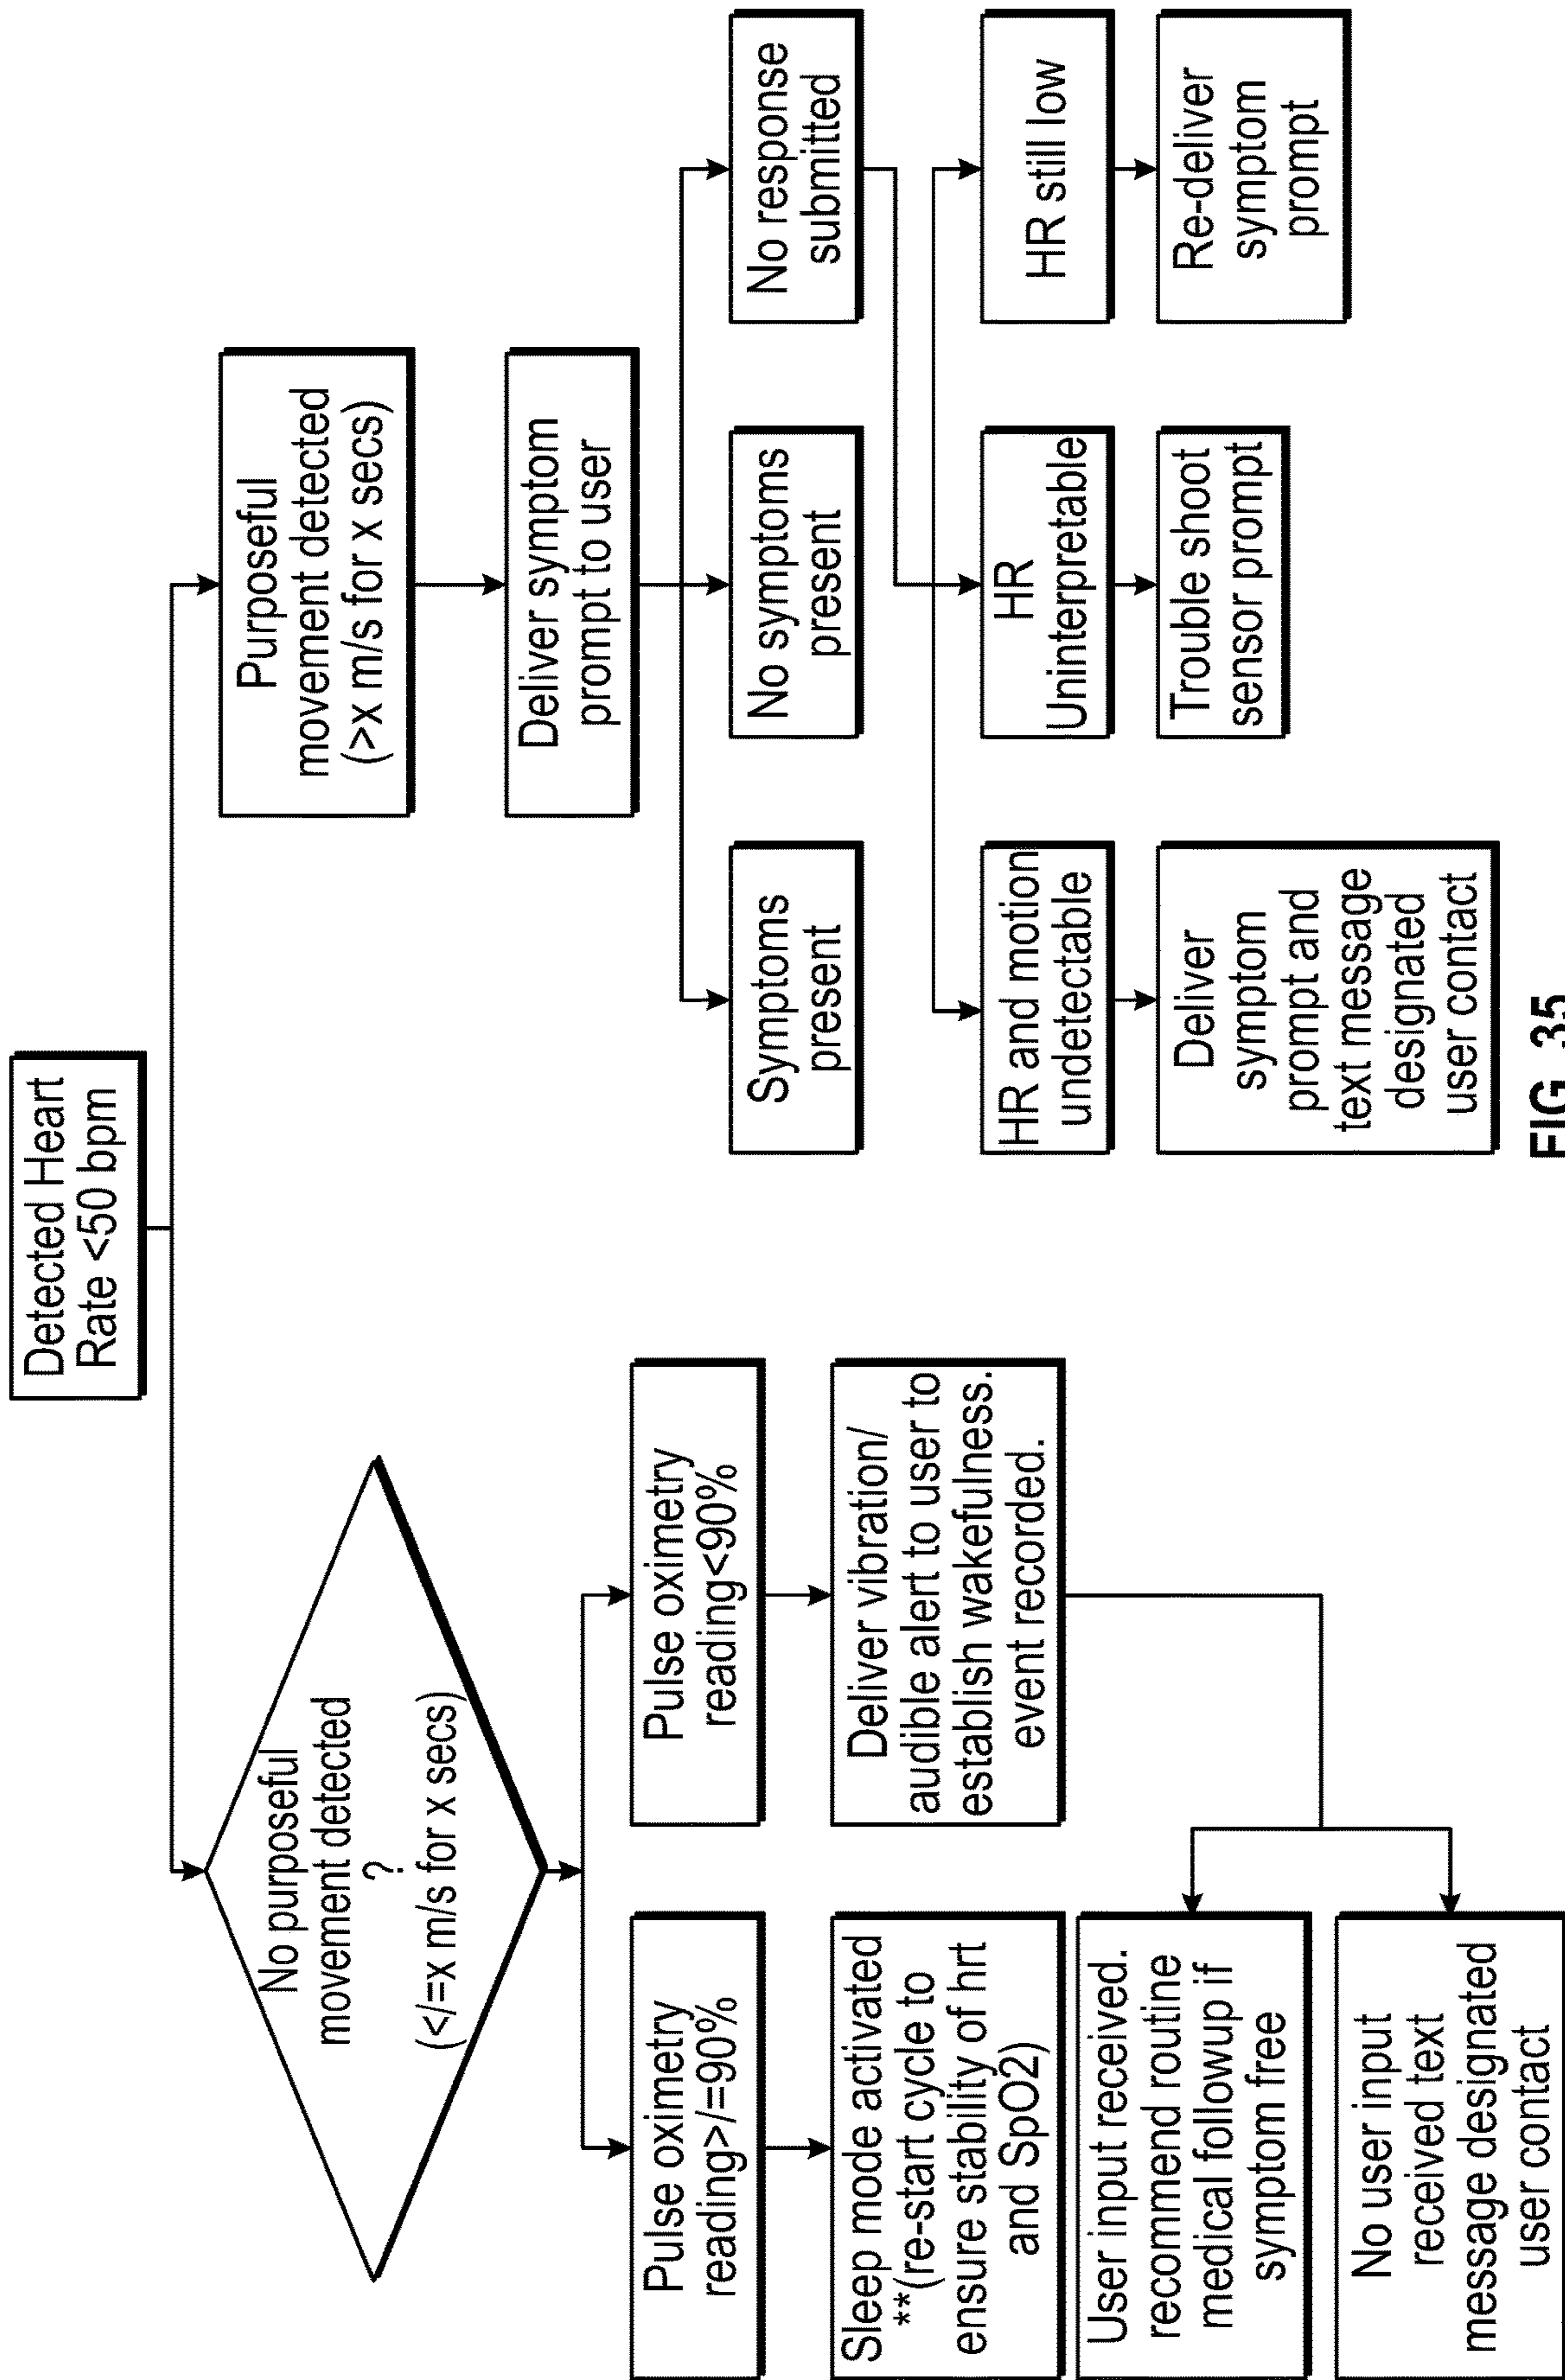 Detected Heart
Rate <50 bpm
No purposeful
movement detected
?
(</=x m/s for x secs)
Pulse oximetry
reading>/=90%
Sleep mode activated
**(re-start cycle to
ensure stability of hrt
and SpO2)
Pulse oximetry
reading<90%
Deliver vibration/
audible alert to user to
establish wakefulness.
event recorded.
User input received.
recommend routine
medical followup if
symptom free
No user input
received text
message designated
user contact
Purposeful
movement detected
(>x m/s for x secs)
Deliver symptom
prompt to user
Symptoms
present
No symptoms
present
No response
submitted
HR and motion
undetectable
Deliver
symptom
prompt and
text message
designated
user contact
HR
Uninterpretable
Trouble shoot
sensor prompt
HR still low
Re-deliver
symptom
prompt
FIG. 35